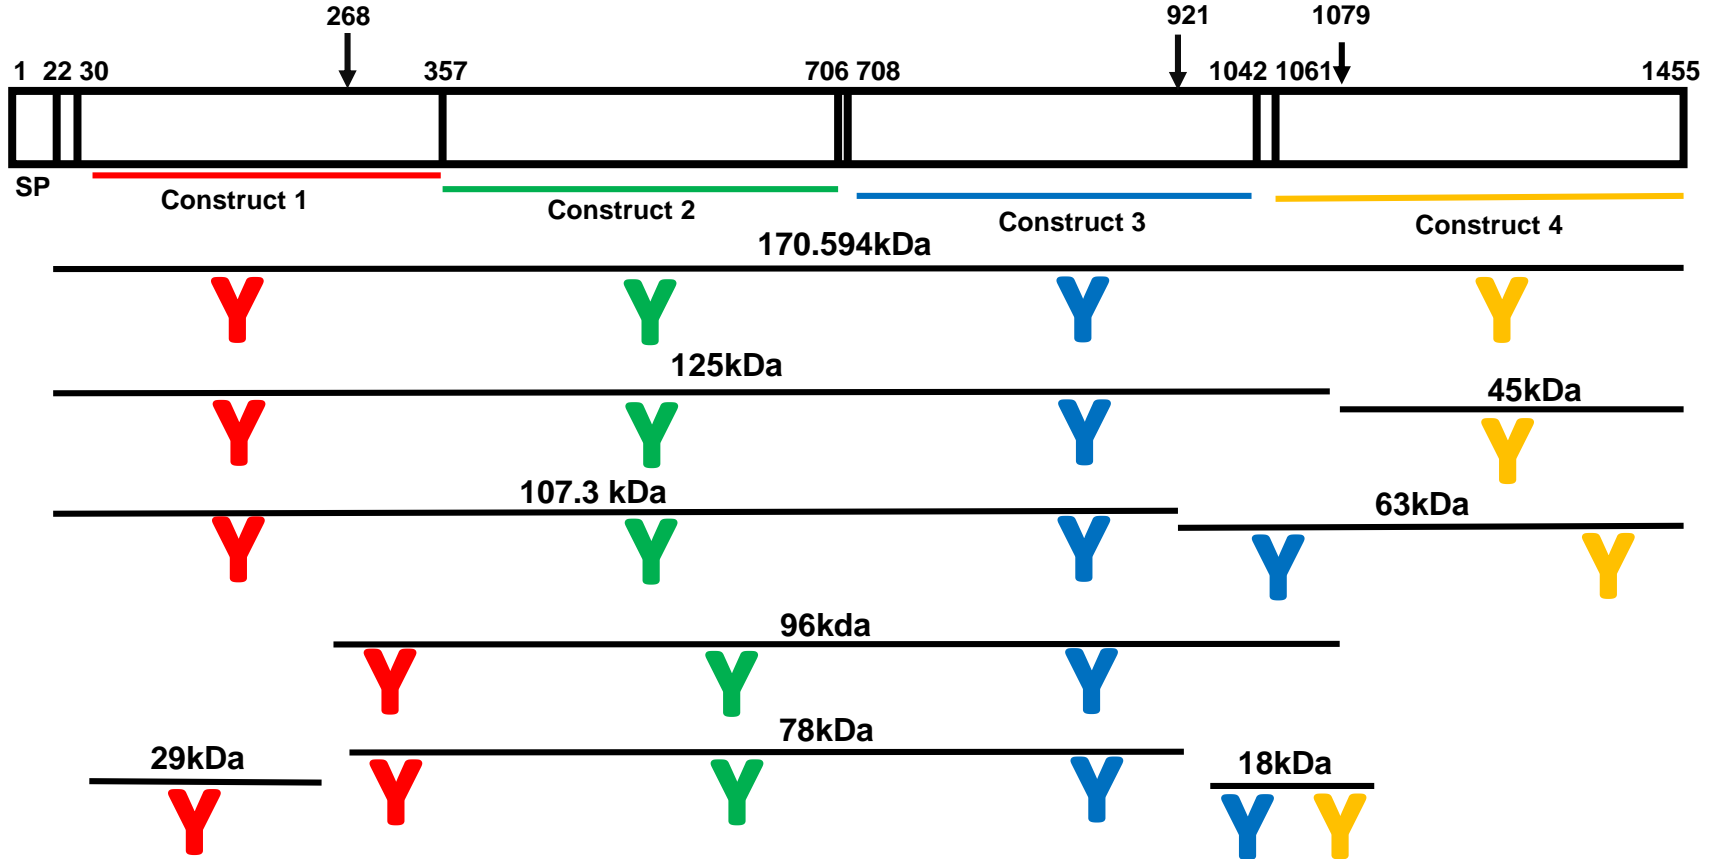 268 921 1079
1 22 30 357 706 708 1042 1061 1455
SP
Construct 1 Construct 2 Construct 3 Construct 4
170.594kDa
125kDa
45kDa
107.3 kDa
63kDa
96kda
78kDa
29kDa
18kDa